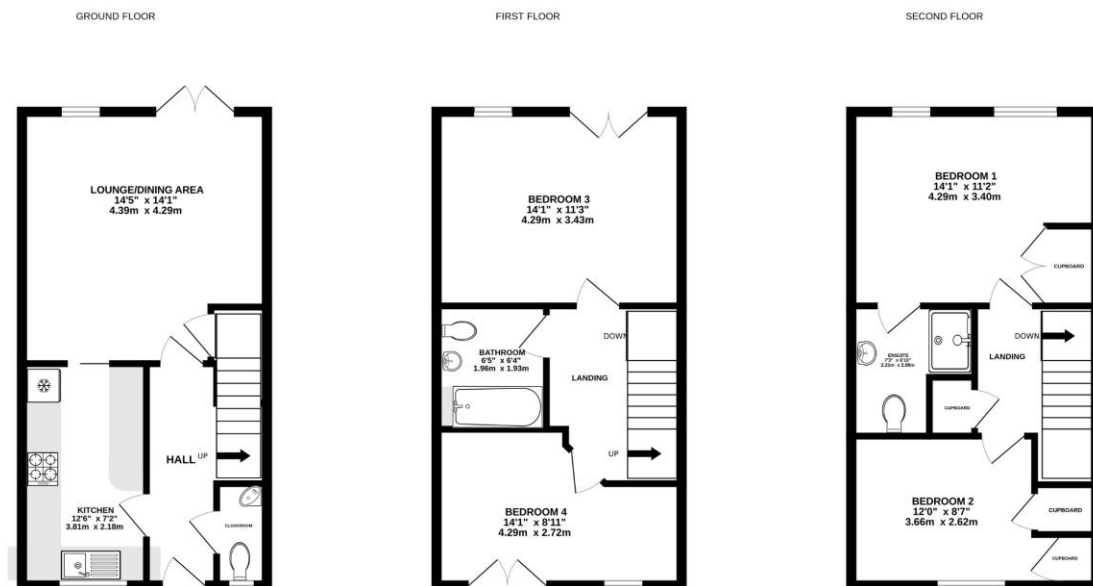 GROUND FLOOR
LOUNGE/DINING AREA
14'5" x 14'1"
4.39m x 4.29m
UP
HALL
KITCHEN
12'6" x 7'2"
3.81m x 2.18m
CLOAKROOM
FIRST FLOOR
BEDROOM 3
14'1" x 11'3"
4.29m x 3.43m
DOWN
BATHROOM
6'5" x 6'4"
1.96m x 1.93m
LANDING
UP
BEDROOM 4
14'1" x 8'11"
4.29m x 2.72m
SECOND FLOOR
BEDROOM 1
14'1" x 11'2"
4.29m x 3.40m
CUPBOARD
DOWN
LANDING
ENSUITE
CUPBOARD
BEDROOM 2
12'0" x 8'7"
3.66m x 2.62m
CUPBOARD
CUPBOARD